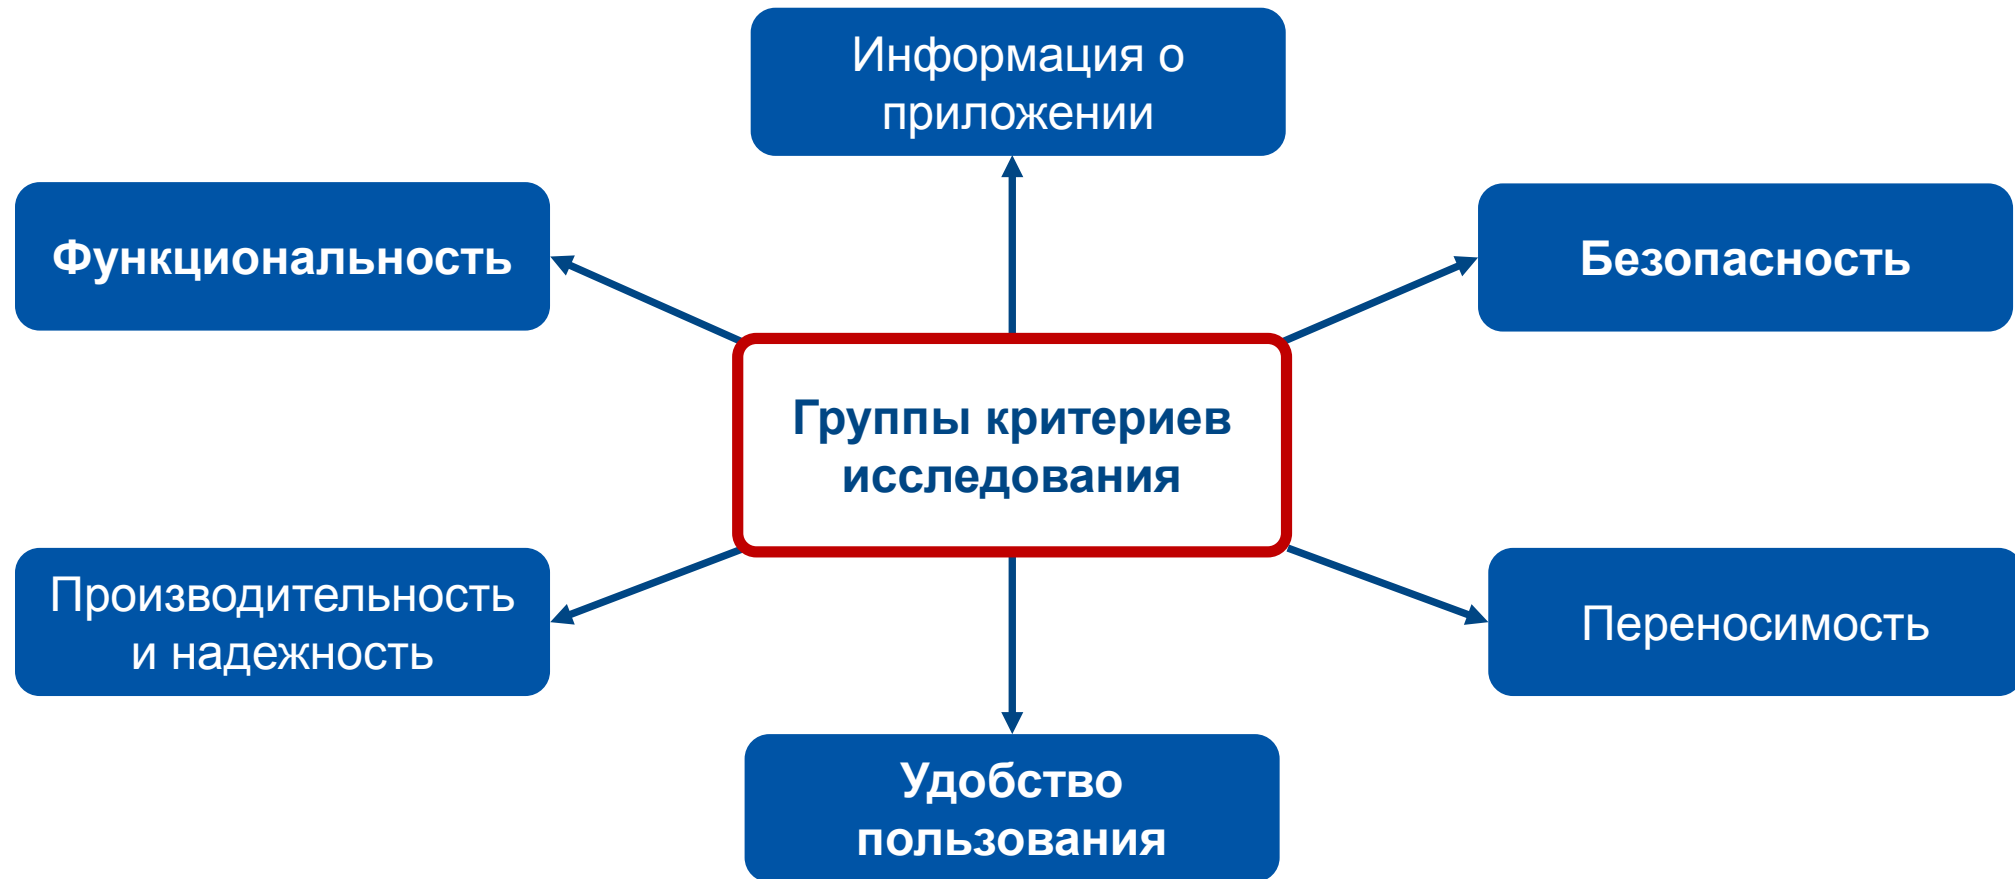 Информация о
приложении
Функциональность
Безопасность
Группы критериев
исследования
Производительность
и надежность
Переносимость
Удобство
пользования